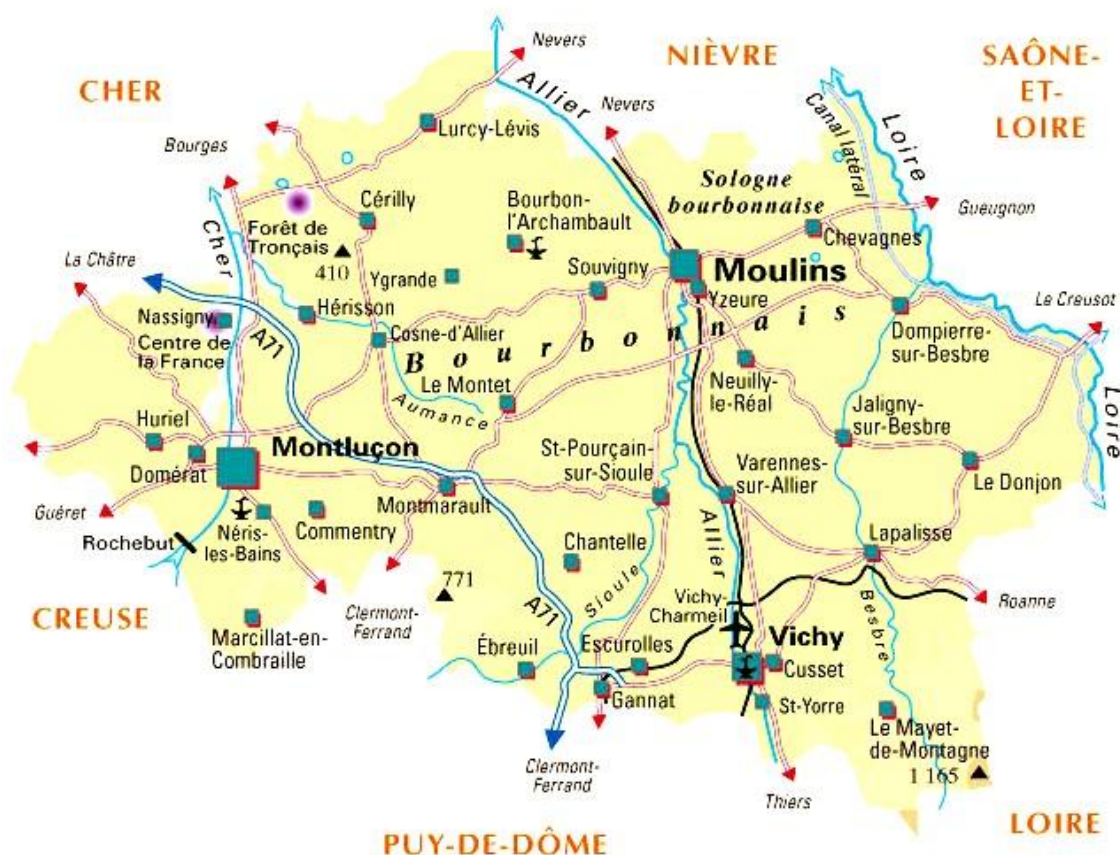 Nevers
NIÈVRE
SAÔNE-
ET-
LOIRE
CHER
Allier
Nevers
Canal latéral
Loire
Lurcy-Lévis
Bourges
Sologne
bourbonnaise
Gueugnon
Cérilly
Bourbon-
l'Archambault
Chevagnes
Forêt de
Tronçais
410
Cher
La Châtre
Ygrande
Souvigny
Moulins
Yzeure
Le Creusot
Hérisson
Nassigny
Centre de
la France
A71
Cosne-d'Allier
Bourbonnais
Dompierre-
sur-Besbre
Le Montet
Aumance
Neuilly-
le-Réal
Loire
Huriel
Jaligny-
sur-Besbre
Montluçon
Domérat
St-Pourçain-
sur-Sioule
Varennes-
sur-Allier
Le Donjon
Guéret
Montmarault
Commentry
Néris-
les-Bains
Rochebut
Allier
Lapalisse
Chantelle
771
Sioule
A71
Vichy-
Charmeil
Besbre
Roanne
CREUSE
Clermont-
Ferrand
Marcillat-en-
Combraille
Ébreuil
Escurolles
Vichy
Cusset
Gannat
St-Yorre
Le Mayet-
de-Montagne
1 165
Clermont-
Ferrand
Thiers
LOIRE
PUY-DE-DÔME